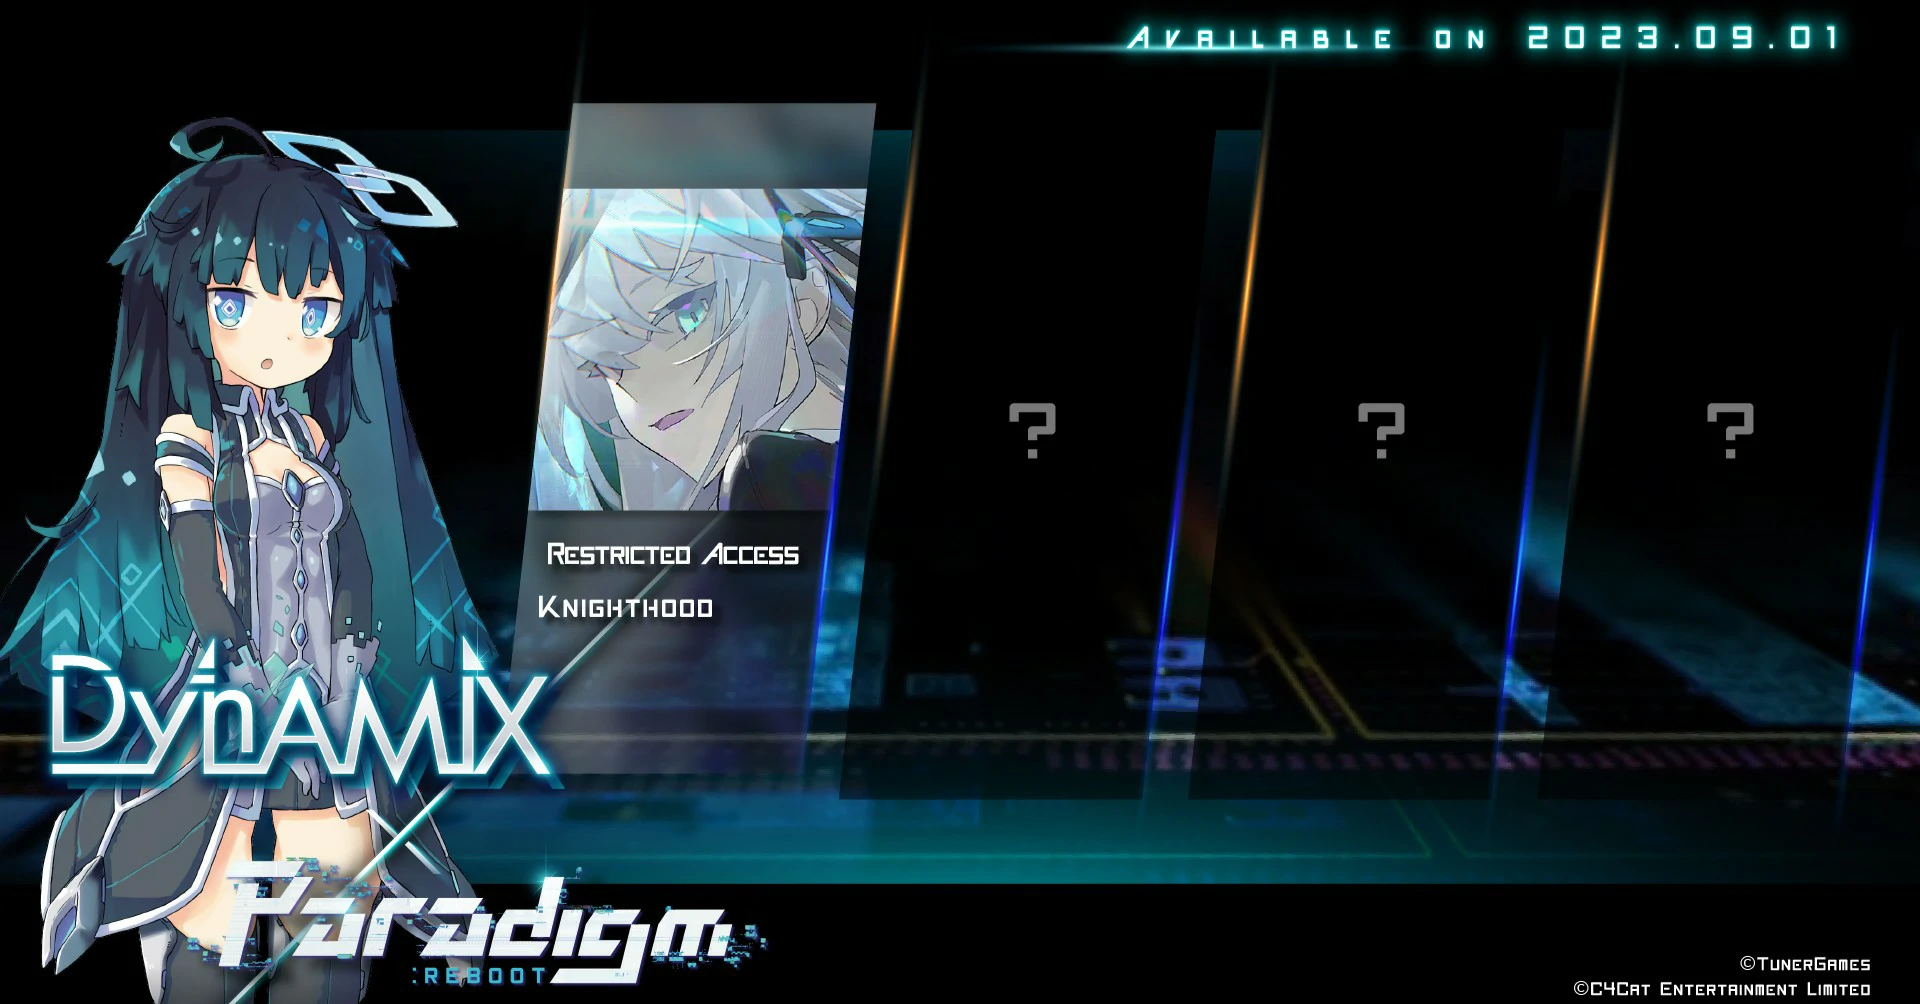 AVAILABLE ON 2023.09.01
?
?
?
RESTRICTED ACCESS
KNIGHTHOOD
DynAMiX
Paradigm
:REBOOT
©TUNERGAMES
©C4CAT ENTERTAINMENT LIMITED